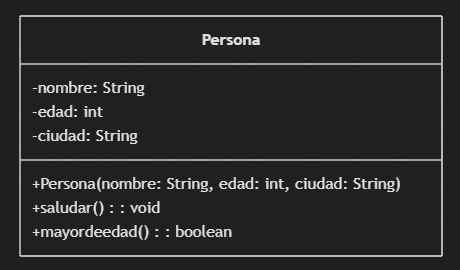 Persona
-nombre: String
-edad: int
-ciudad: String
+Persona(nombre: String, edad: int, ciudad: String)
+saludar() : : void
+mayordeedad() : : boolean